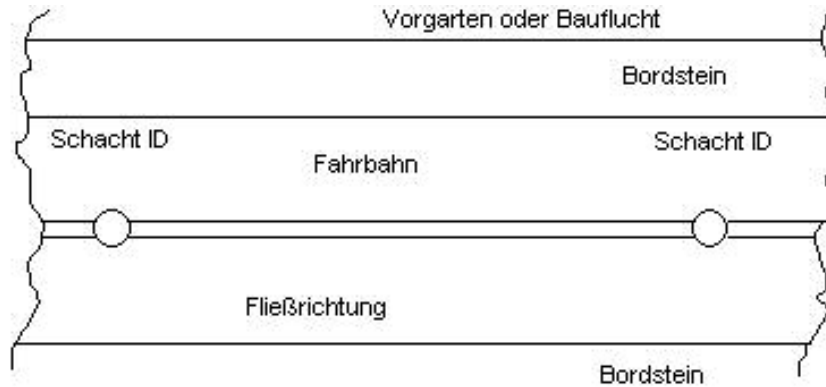 Vorgarten oder Bauflucht
Bordstein
Schacht ID
Schacht ID
Fahrbahn
Fließrichtung
Bordstein